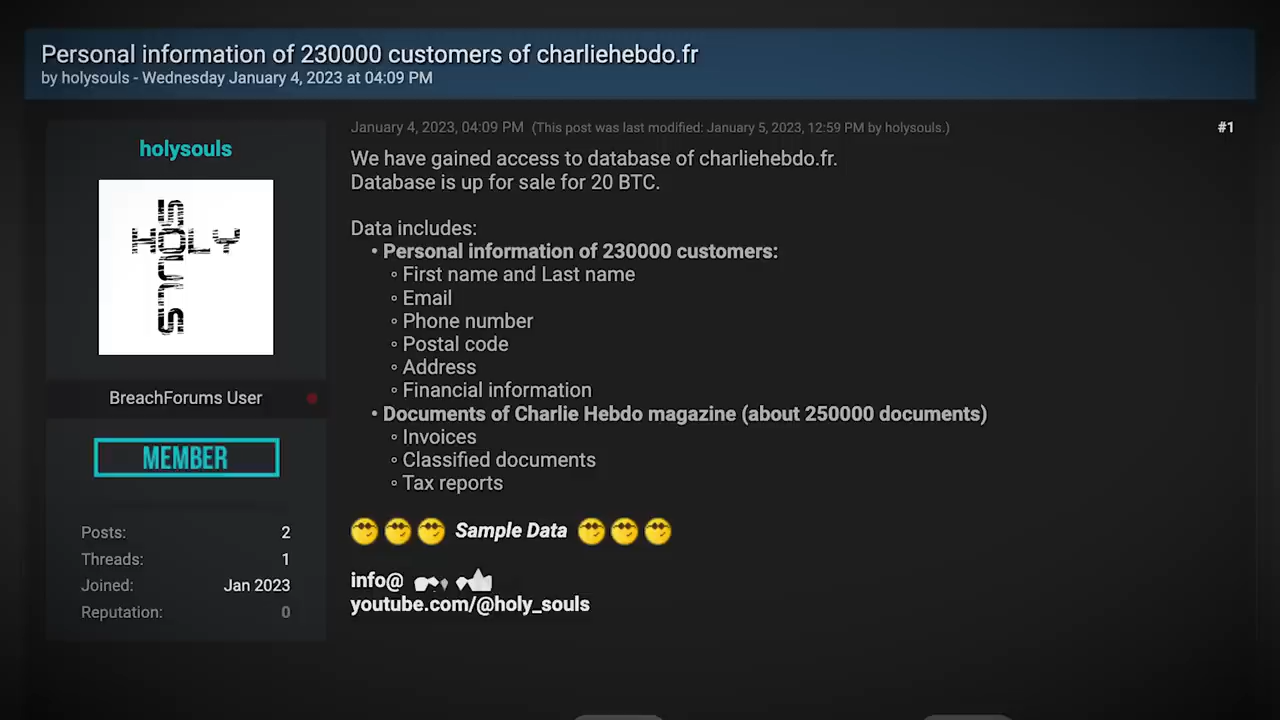 Personal information of 230000 customers of charliehebdo.fr
by holysouls - Wednesday January 4, 2023 at 04:09 PM
holysouls
HOLY
SOULS
BreachForums User
MEMBER
Posts: 2
Threads: 1
Joined: Jan 2023
Reputation: 0
January 4, 2023, 04:09 PM (This post was last modified: January 5, 2023, 12:59 PM by holysouls.)
#1
We have gained access to database of charliehebdo.fr.
Database is up for sale for 20 BTC.
Data includes:
• Personal information of 230000 customers:
◦ First name and Last name
◦ Email
◦ Phone number
◦ Postal code
◦ Address
◦ Financial information
• Documents of Charlie Hebdo magazine (about 250000 documents)
◦ Invoices
◦ Classified documents
◦ Tax reports
Sample Data
info@
youtube.com/@holy_souls